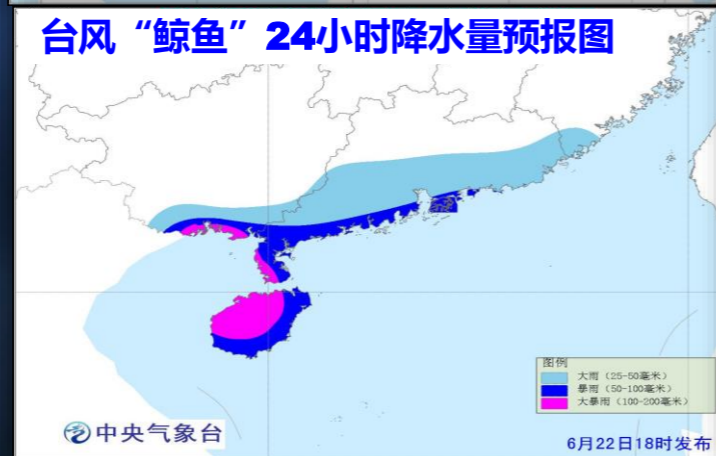 台风“鲸鱼”24小时降水量预报图
图例
大雨（25-50毫米）
暴雨（50-100毫米）
大暴雨（100-200毫米）
中央气象台
6月22日18时发布